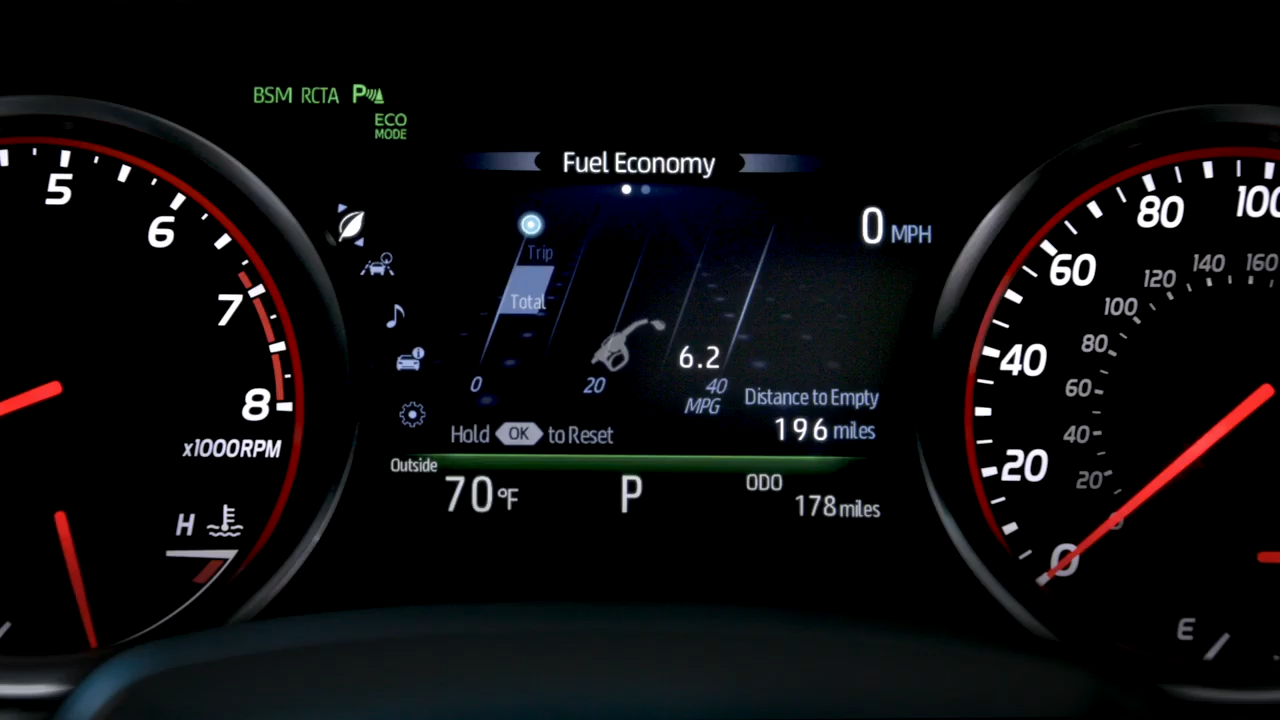 BSM RCTA P
ECO
MODE
Fuel Economy
0 MPH
Trip
Total
6.2
0 20 40
MPG
Distance to Empty
196 miles
Hold OK to Reset
Outside
70°F
P
ODO
178 miles
5
6
7
8
x1000RPM
H
100
80
60
40
20
0
160
140
120
100
80
60
40
20
0
E